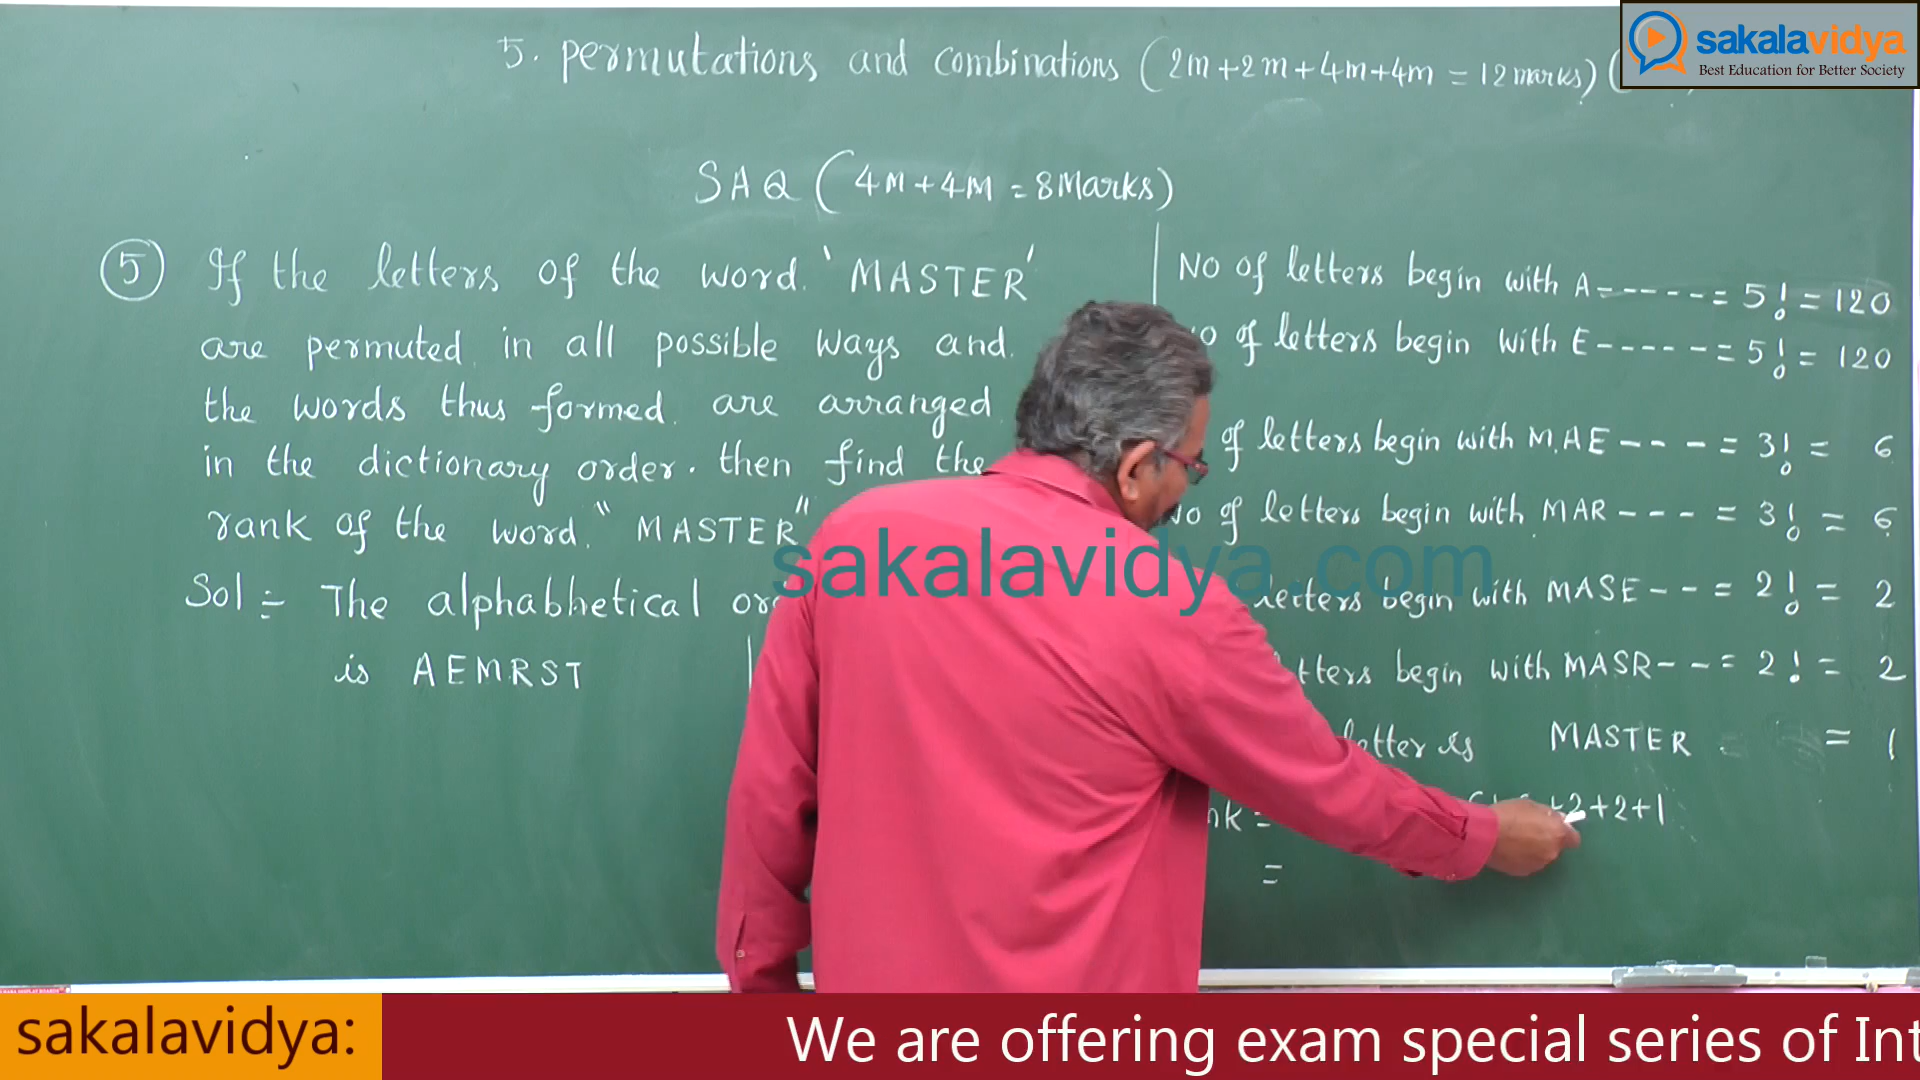 5. permutations and combinations (2m+2m+4m+4m = 12 marks) (
sakalavidya
Best Education for Better Society
SAQ (4M+4M = 8Marks)
5 If the letters of the word 'MASTER'
are permuted in all possible ways and
the words thus formed are arranged
in the dictionary order. then find the
rank of the word "MASTER"
Sol = The alphabhetical
is AEMRST
No of letters begin with A----- = 5! = 120
of letters begin with E----- = 5! = 120
of letters begin with M.AE--- = 3! = 6
No of letters begin with MAR--- = 3! = 6
letters begin with MASE-- = 2! = 2
begin with MASR-- = 2! = 2
letter is MASTER = 1
=
+2+2+1
=
sakalavidya.com
sakalavidya:
We are offering exam special series of